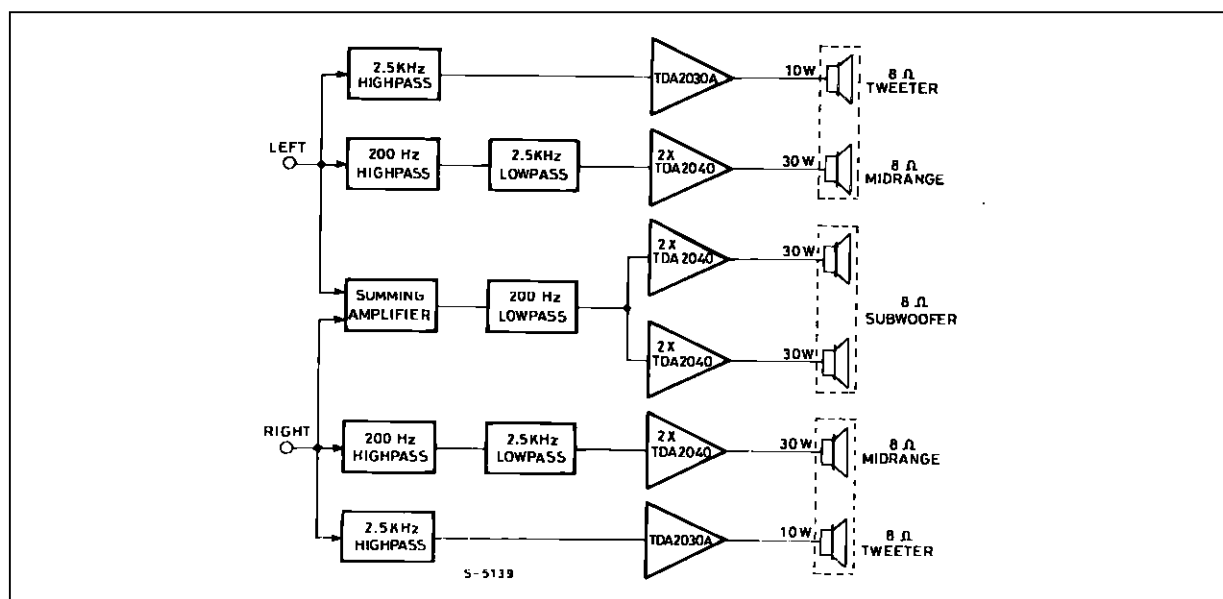 2.5KHz
HIGHPASS
TDA2030A
10W
8 Ω
TWEETER
LEFT
200 Hz
HIGHPASS
2.5KHz
LOWPASS
2X
TDA2040
30W
8 Ω
MIDRANGE
2X
TDA2040
30W
SUMMING
AMPLIFIER
200 Hz
LOWPASS
8 Ω
SUBWOOFER
2X
TDA2040
30W
RIGHT
200 Hz
HIGHPASS
2.5KHz
LOWPASS
2X
TDA2040
30W
8 Ω
MIDRANGE
2.5KHz
HIGHPASS
TDA2030A
10W
8 Ω
TWEETER
S-5139